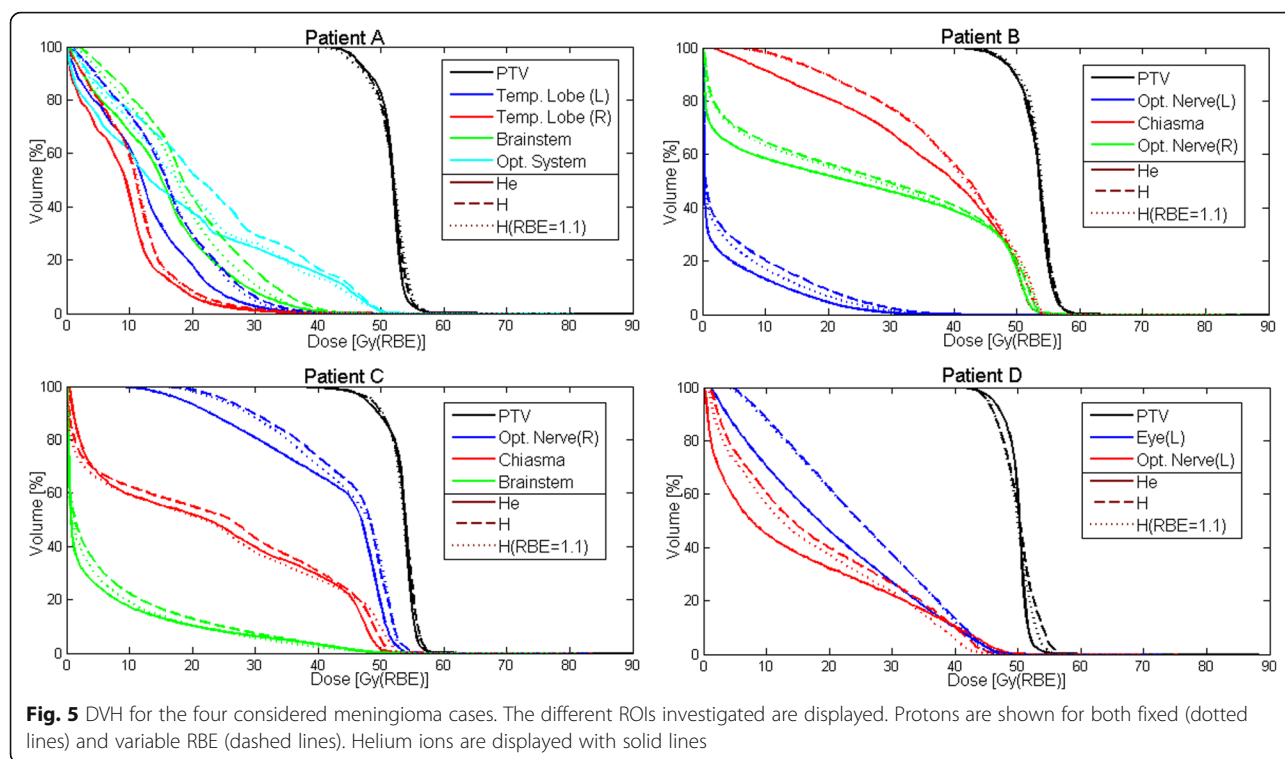 Patient A
Volume [%]
100
80
60
40
20
0
0 10 20 30 40 50 60 70 80 90
Dose [Gy(RBE)]
PTV
Temp. Lobe (L)
Temp. Lobe (R)
Brainstem
Opt. System
He
H
H(RBE=1.1)
Patient B
Volume [%]
100
80
60
40
20
0
0 10 20 30 40 50 60 70 80 90
Dose [Gy(RBE)]
PTV
Opt. Nerve(L)
Chiasma
Opt. Nerve(R)
He
H
H(RBE=1.1)
Patient C
Volume [%]
100
80
60
40
20
0
0 10 20 30 40 50 60 70 80 90
Dose [Gy(RBE)]
PTV
Opt. Nerve(R)
Chiasma
Brainstem
He
H
H(RBE=1.1)
Patient D
Volume [%]
100
80
60
40
20
0
0 10 20 30 40 50 60 70 80 90
Dose [Gy(RBE)]
PTV
Eye(L)
Opt. Nerve(L)
He
H
H(RBE=1.1)
Fig. 5 DVH for the four considered meningioma cases. The different ROIs investigated are displayed. Protons are shown for both fixed (dotted
lines) and variable RBE (dashed lines). Helium ions are displayed with solid lines